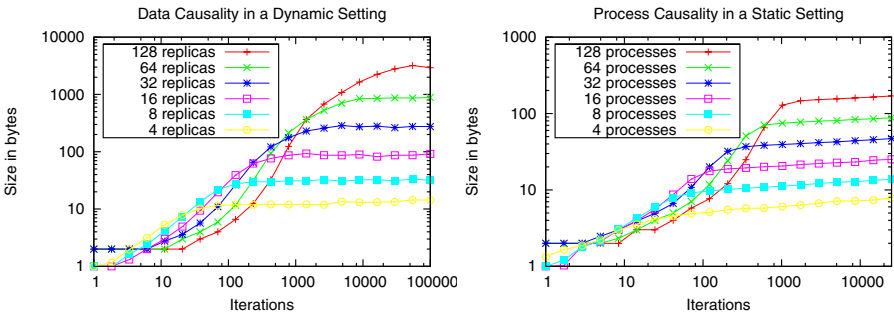 Data Causality in a Dynamic Setting
10000
1000
100
10
1
Size in bytes
128 replicas
64 replicas
32 replicas
16 replicas
8 replicas
4 replicas
1 10 100 1000 10000 100000
Iterations
Process Causality in a Static Setting
1000
100
10
1
Size in bytes
128 processes
64 processes
32 processes
16 processes
8 processes
4 processes
1 10 100 1000 10000
Iterations